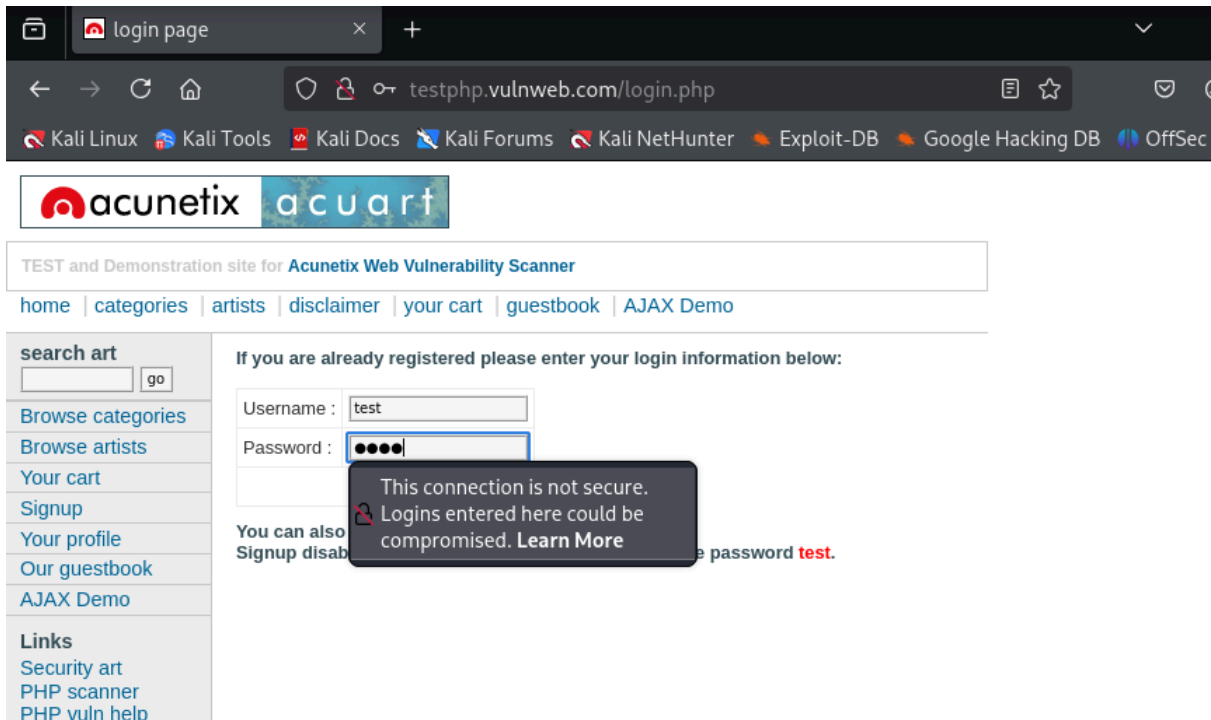 login page
testphp.vulnweb.com/login.php
Kali Linux Kali Tools Kali Docs Kali Forums Kali NetHunter Exploit-DB Google Hacking DB OffSec
acunetix acuart
TEST and Demonstration site for Acunetix Web Vulnerability Scanner
home | categories | artists | disclaimer | your cart | guestbook | AJAX Demo
search art
go
Browse categories
Browse artists
Your cart
Signup
Your profile
Our guestbook
AJAX Demo
Links
Security art
PHP scanner
PHP vuln help
If you are already registered please enter your login information below:
Username : test
Password : ●●●●
This connection is not secure.
Logins entered here could be
compromised. Learn More
You can also
Signup disab e password test.